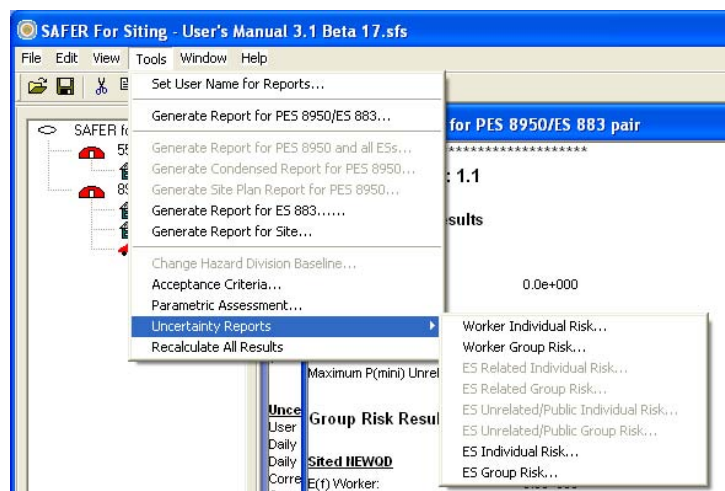 SAFER For Siting - User's Manual 3.1 Beta 17.sfs
File Edit View Tools Window Help
Set User Name for Reports...
Generate Report for PES 8950/ES 883...
Generate Report for PES 8950 and all ESs...
Generate Condensed Report for PES 8950...
Generate Site Plan Report for PES 8950...
Generate Report for ES 883......
Generate Report for Site...
Change Hazard Division Baseline...
Acceptance Criteria...
Parametric Assessment...
Uncertainty Reports
Recalculate All Results
Worker Individual Risk...
Worker Group Risk...
ES Related Individual Risk...
ES Related Group Risk...
ES Unrelated/Public Individual Risk...
ES Unrelated/Public Group Risk...
ES Individual Risk...
ES Group Risk...
SAFER fo
55
89
for PES 8950/ES 883 pair
*******************
: 1.1
sults
0.0e+000
Maximum P(mini) Unrel
Group Risk Resul
Sited NEWQD
E(f) Worker:
Unce
User
Daily
Daily
Corre